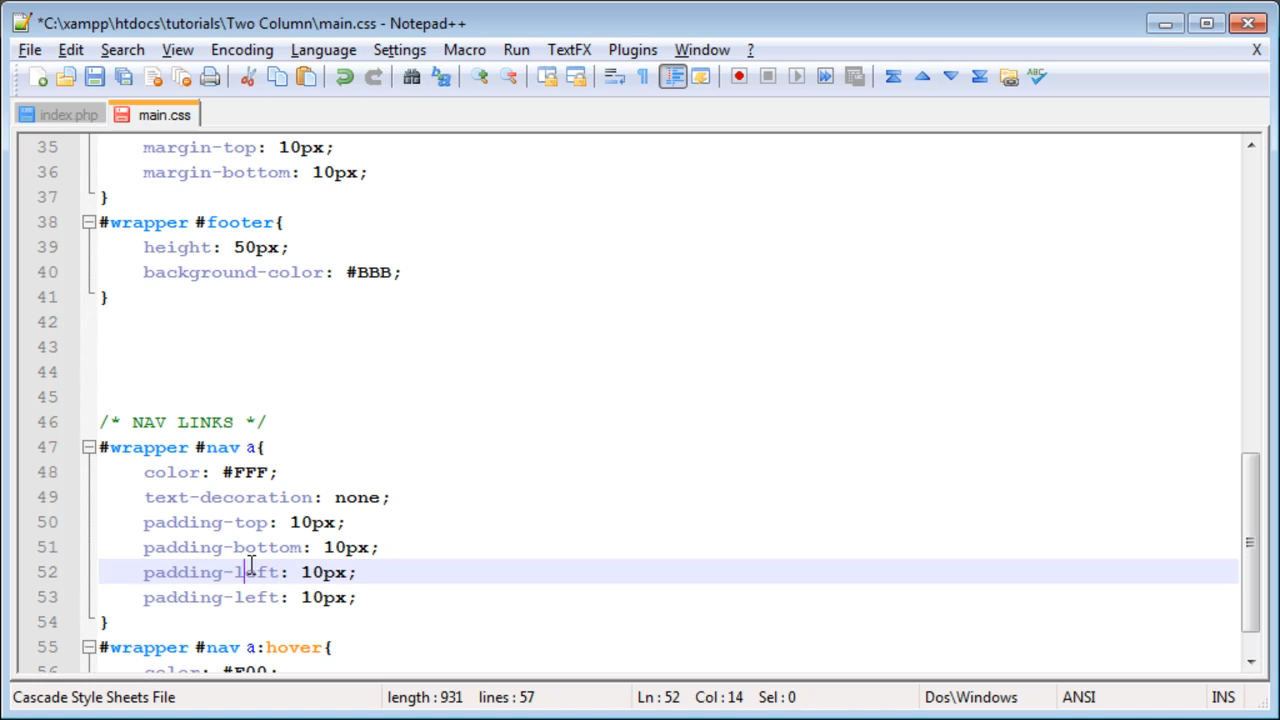 *C:\xampp\htdocs\tutorials\Two Column\main.css - Notepad++
File Edit Search View Encoding Language Settings Macro Run TextFX Plugins Window ? X
index.php main.css
35 margin-top: 10px;
36 margin-bottom: 10px;
37 }
38 #wrapper #footer{
39 height: 50px;
40 background-color: #BBB;
41 }
42
43
44
45
46 /* NAV LINKS */
47 #wrapper #nav a{
48 color: #FFF;
49 text-decoration: none;
50 padding-top: 10px;
51 padding-bottom: 10px;
52 padding-left: 10px;
53 padding-left: 10px;
54 }
55 #wrapper #nav a:hover{
56 color: #F00;
Cascade Style Sheets File length : 931 lines : 57 Ln : 52 Col : 14 Sel : 0 Dos\Windows ANSI INS